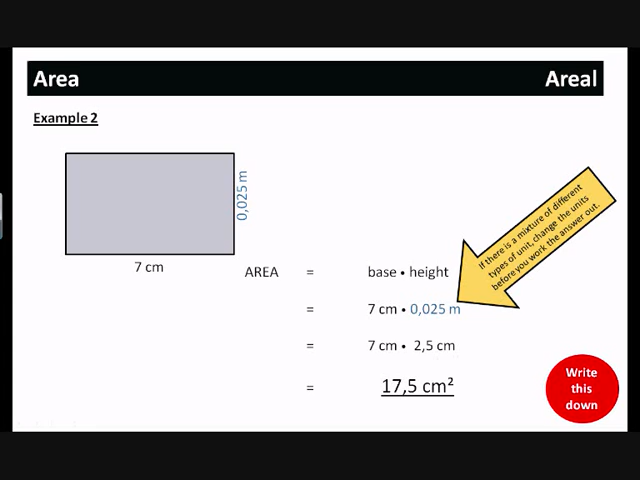 Area Areal
Example 2
0,025 m
7 cm
If there is a mixture of different
types of unit, change the units
before you work the answer out.
AREA = base • height
= 7 cm • 0,025 m
= 7 cm • 2,5 cm
= 17,5 cm²
Write
this
down